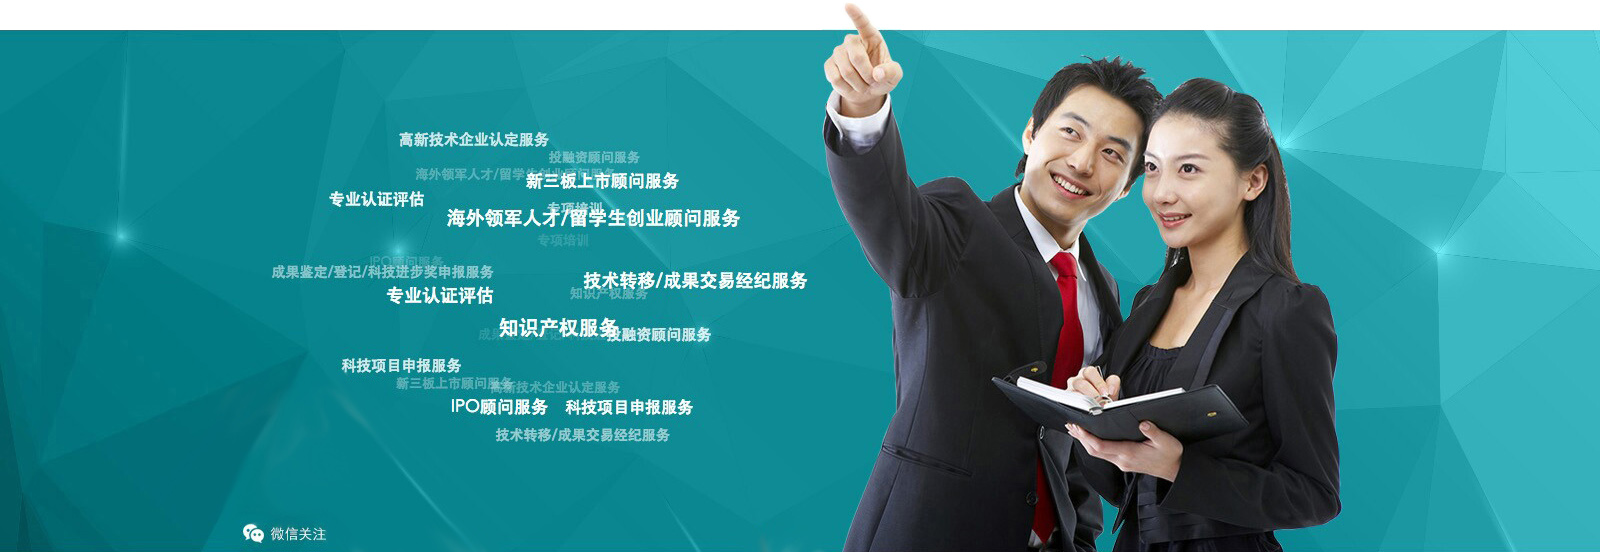 高新技术企业认定服务
投融资顾问服务
海外领军人才/留学生创业顾问服务
新三板上市顾问服务
专业认证评估
专项培训
海外领军人才/留学生创业顾问服务
专项培训
IPO顾问服务
成果鉴定/登记/科技进步奖申报服务
技术转移/成果交易经纪服务
知识产权服务
专业认证评估
知识产权服务
投融资顾问服务
科技项目申报服务
新三板上市顾问服务
高新技术企业认定服务
IPO顾问服务
科技项目申报服务
技术转移/成果交易经纪服务
微信关注